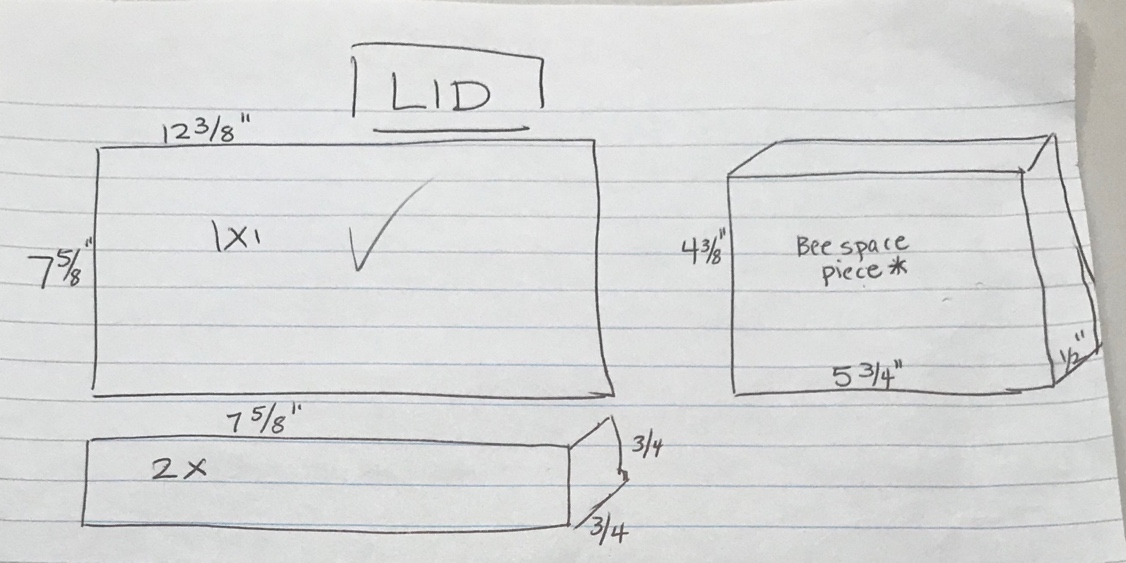 LID
12 3/8"
7 5/8"
1X1
4 3/8"
Bee space
piece*
5 3/4"
1/2"
7 5/8"
2X
3/4
3/4